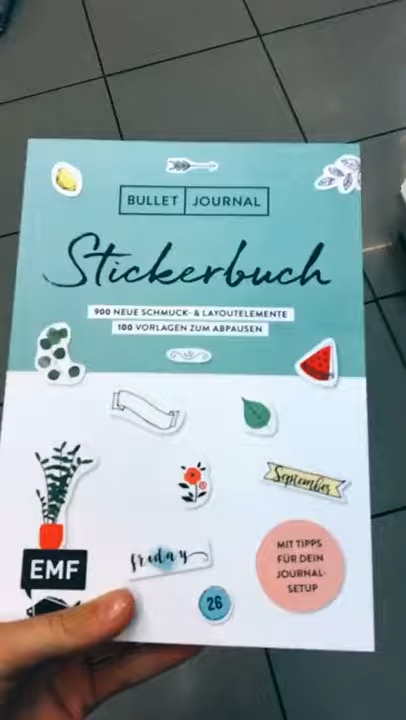 BULLET JOURNAL
Stickerbuch
900 NEUE SCHMUCK- & LAYOUTELEMENTE
100 VORLAGEN ZUM ABPAUSEN
September
friday
EMF
26
MIT TIPPS
FÜR DEIN
JOURNAL-
SETUP